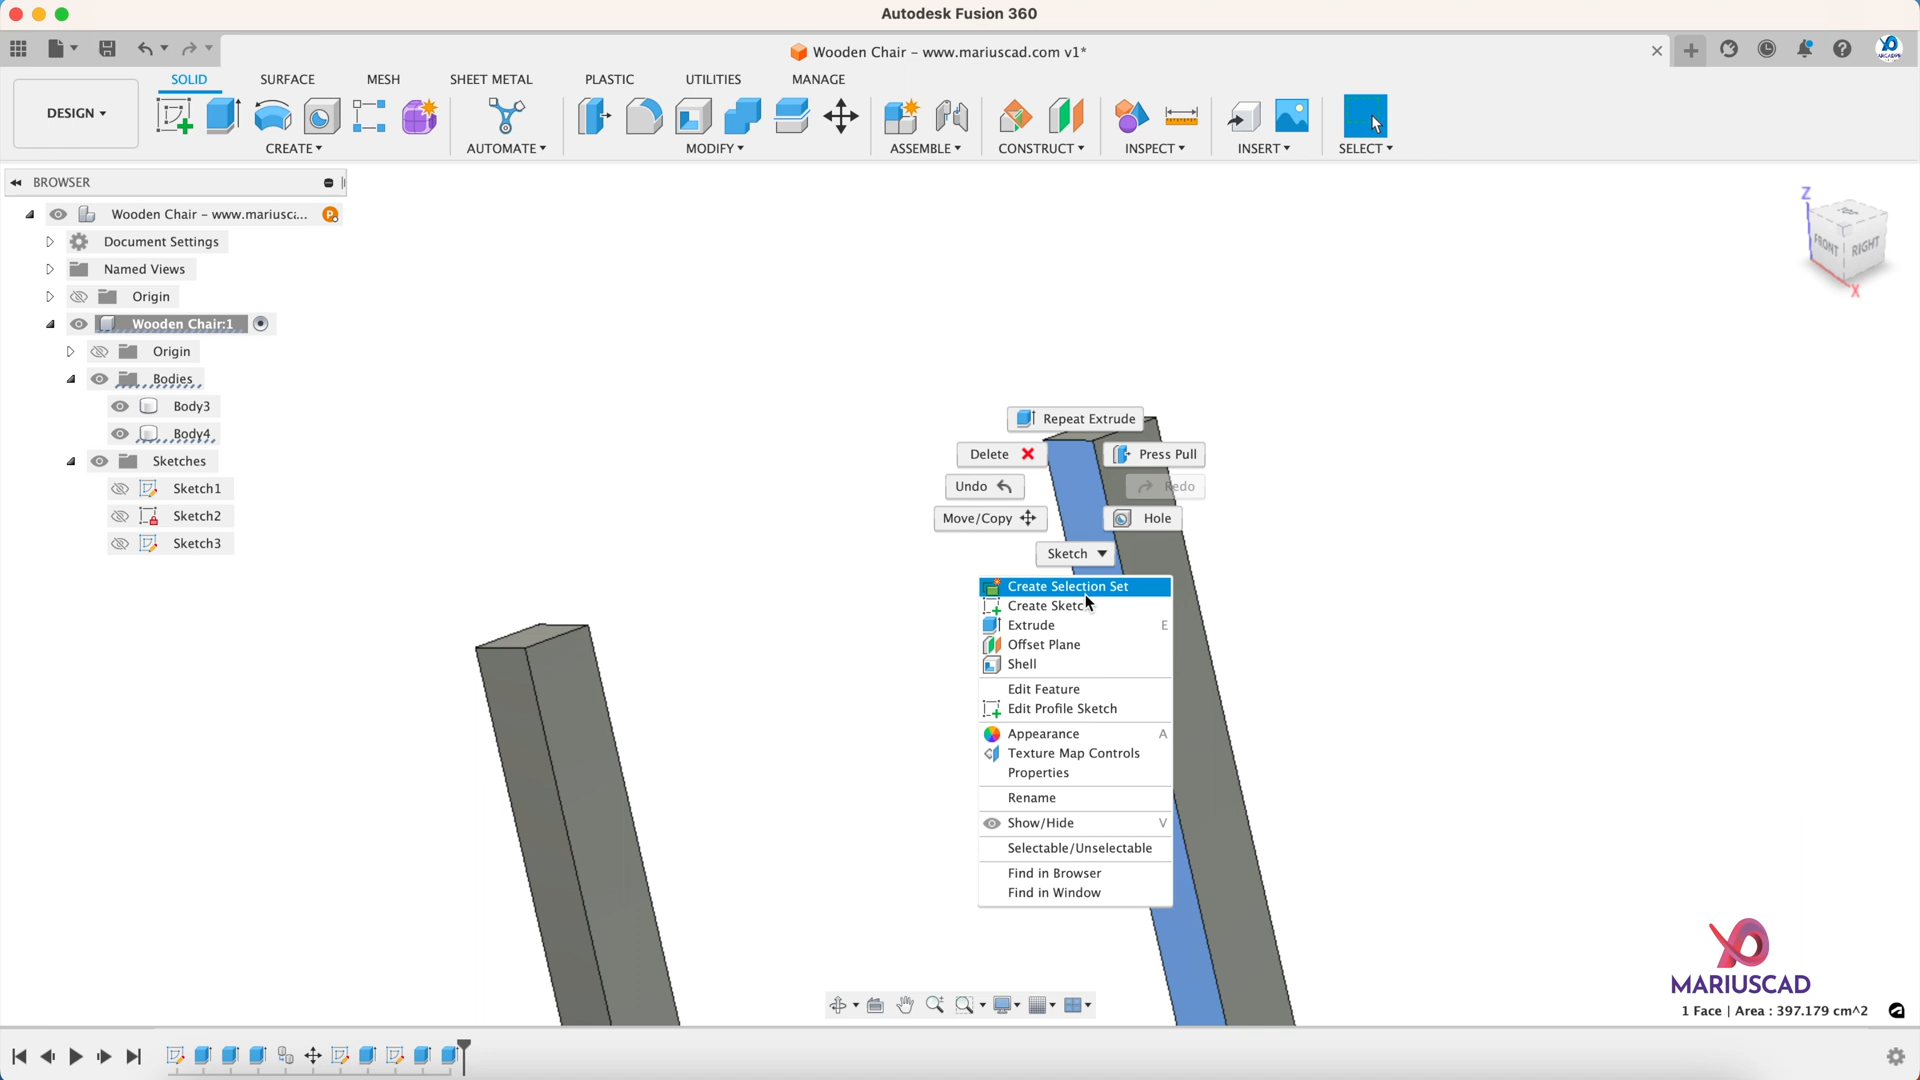 Autodesk Fusion 360
Wooden Chair – www.mariuscad.com v1*
SOLID SURFACE MESH SHEET METAL PLASTIC UTILITIES MANAGE
DESIGN
CREATE AUTOMATE MODIFY ASSEMBLE CONSTRUCT INSPECT INSERT SELECT
BROWSER
Wooden Chair – www.marius...
Document Settings
Named Views
Origin
Wooden Chair:1
Origin
Bodies
Body3
Body4
Sketches
Sketch1
Sketch2
Sketch3
Z
FRONT RIGHT
X
Repeat Extrude
Delete Press Pull
Undo Redo
Move/Copy Hole
Sketch
Create Selection Set
Create Sketc
Extrude E
Offset Plane
Shell
Edit Feature
Edit Profile Sketch
Appearance A
Texture Map Controls
Properties
Rename
Show/Hide V
Selectable/Unselectable
Find in Browser
Find in Window
MARIUSCAD
1 Face | Area : 397.179 cm^2